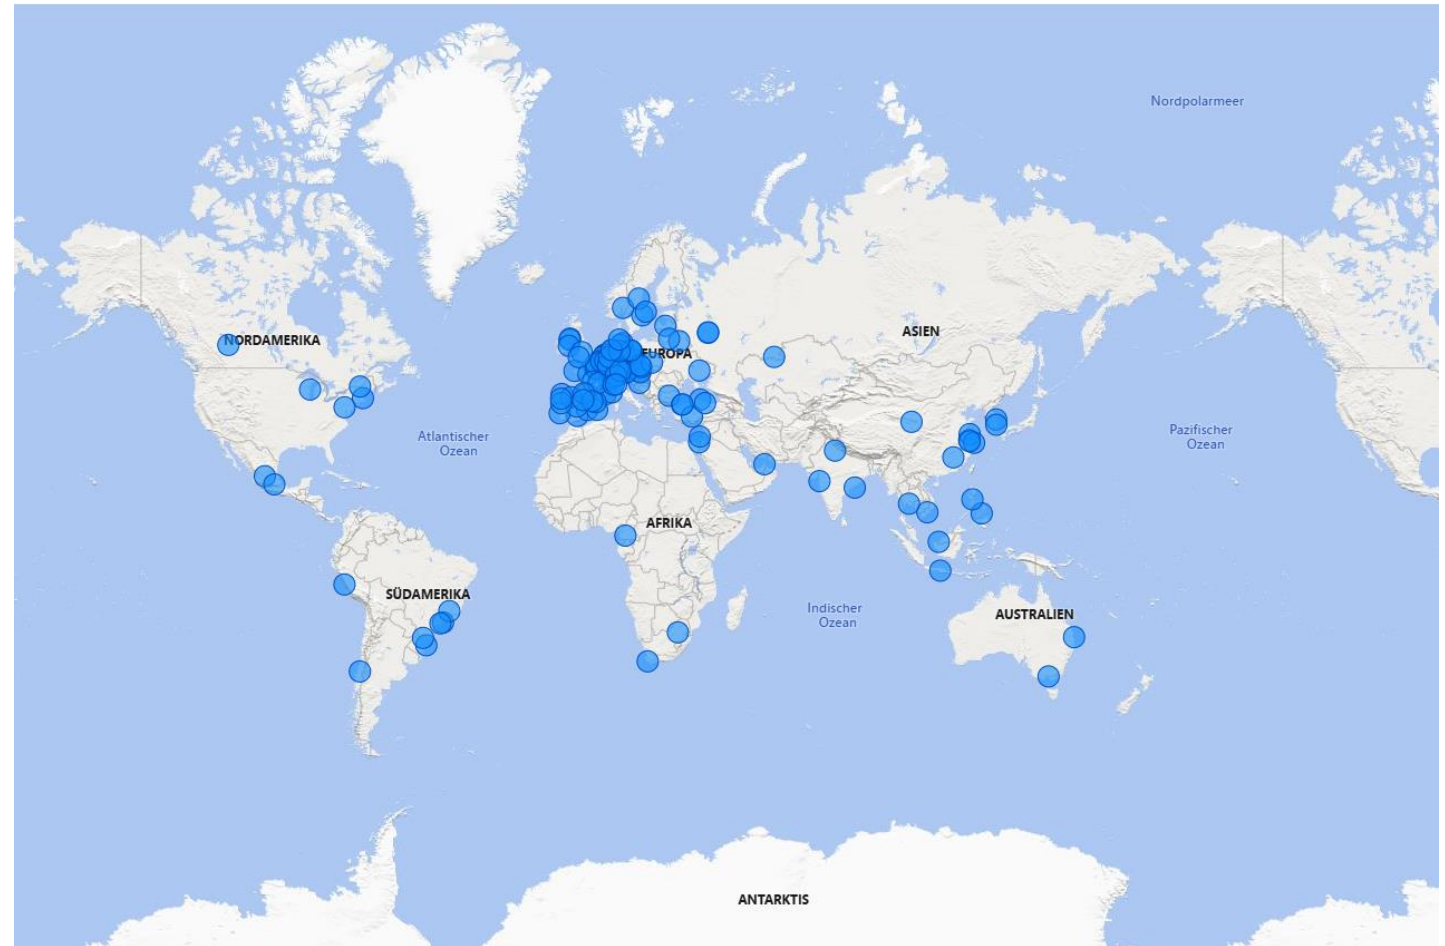 Nordpolarmeer
ASIEN
NORDAMERIKA
EUROPA
Atlantischer
Ozean
Pazifischer
Ozean
AFRIKA
SÜDAMERIKA
Indischer
Ozean
AUSTRALIEN
ANTARKTIS